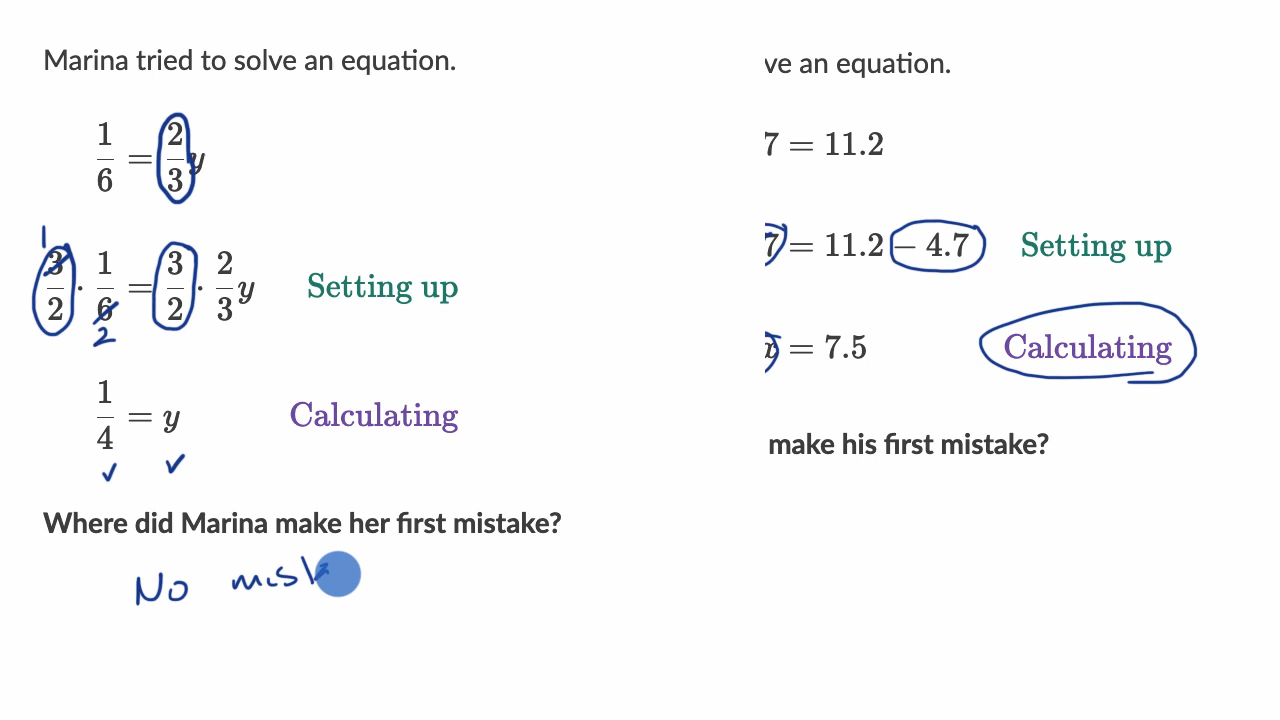 Marina tried to solve an equation.
1/6 = 2/3 y
3/2 · 1/6 = 3/2 · 2/3 y Setting up
1
2
1/4 = y Calculating
✓ ✓
Where did Marina make her first mistake?
No
ve an equation.
7 = 11.2
7 = 11.2 − 4.7 Setting up
= 7.5 Calculating
make his first mistake?